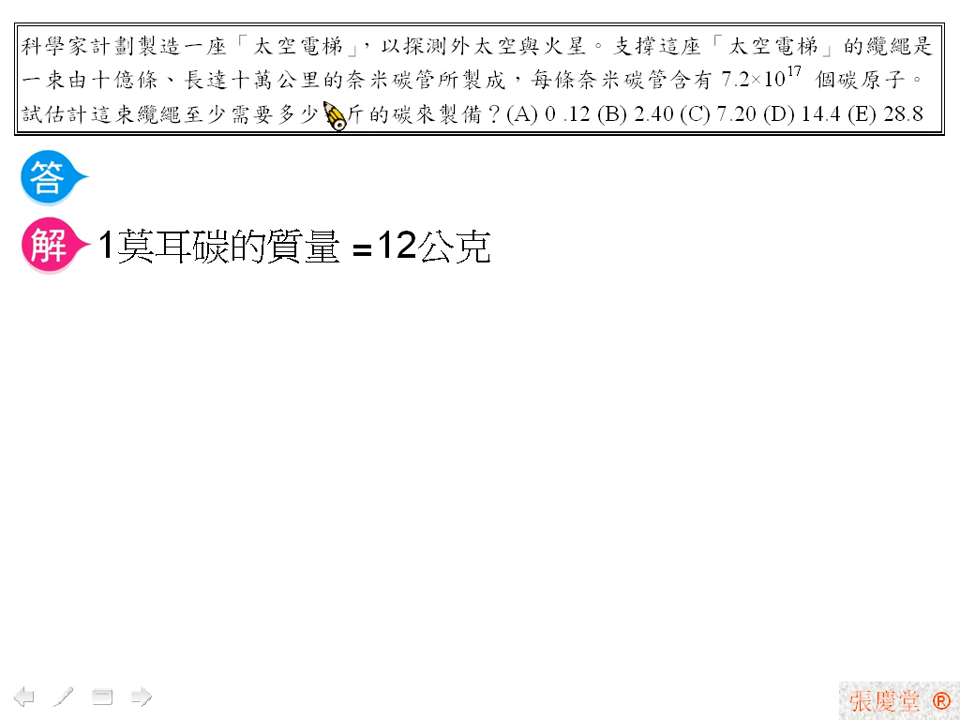 科學家計劃製造一座「太空電梯」，以探測外太空與火星。支撐這座「太空電梯」的纜繩是
一束由十億條、長達十萬公里的奈米碳管所製成，每條奈米碳管含有 7.2×10¹⁷ 個碳原子。
試估計這束纜繩至少需要多少 斤的碳來製備？(A) 0 .12 (B) 2.40 (C) 7.20 (D) 14.4 (E) 28.8
答
解 1莫耳碳的質量 =12公克
張慶堂 ®